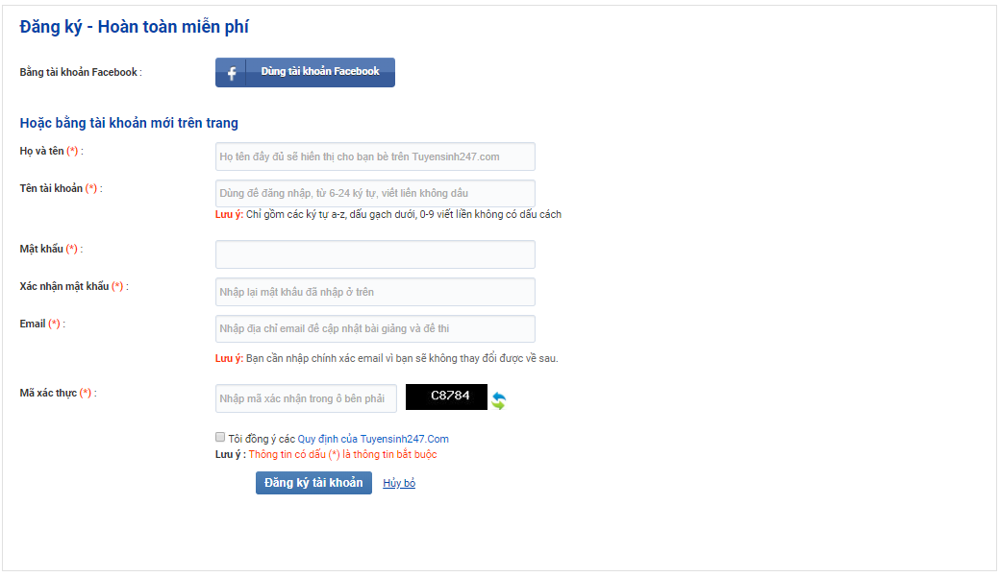 Đăng ký - Hoàn toàn miễn phí
Bằng tài khoản Facebook :
Dùng tài khoản Facebook
Hoặc bằng tài khoản mới trên trang
Họ và tên (*) :
Họ tên đầy đủ sẽ hiển thị cho bạn bè trên Tuyensinh247.com
Tên tài khoản (*) :
Dùng để đăng nhập, từ 6-24 ký tự, viết liền không dấu
Lưu ý: Chỉ gồm các ký tự a-z, dấu gạch dưới, 0-9 viết liền không có dấu cách
Mật khẩu (*) :
Xác nhận mật khẩu (*) :
Nhập lại mật khẩu đã nhập ở trên
Email (*) :
Nhập địa chỉ email để cập nhật bài giảng và đề thi
Lưu ý: Bạn cần nhập chính xác email vì bạn sẽ không thay đổi được về sau.
Mã xác thực (*) :
Nhập mã xác nhận trong ô bên phải
C8784
Tôi đồng ý các Quy định của Tuyensinh247.Com
Lưu ý : Thông tin có dấu (*) là thông tin bắt buộc
Đăng ký tài khoản
Hủy bỏ